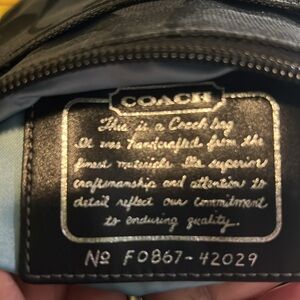 COACH
This is a Coach bag
It was handcrafted from the
finest materials. Its superior
craftsmanship and attention to
detail reflect our commitment
to enduring quality.
Nº F0867-42029